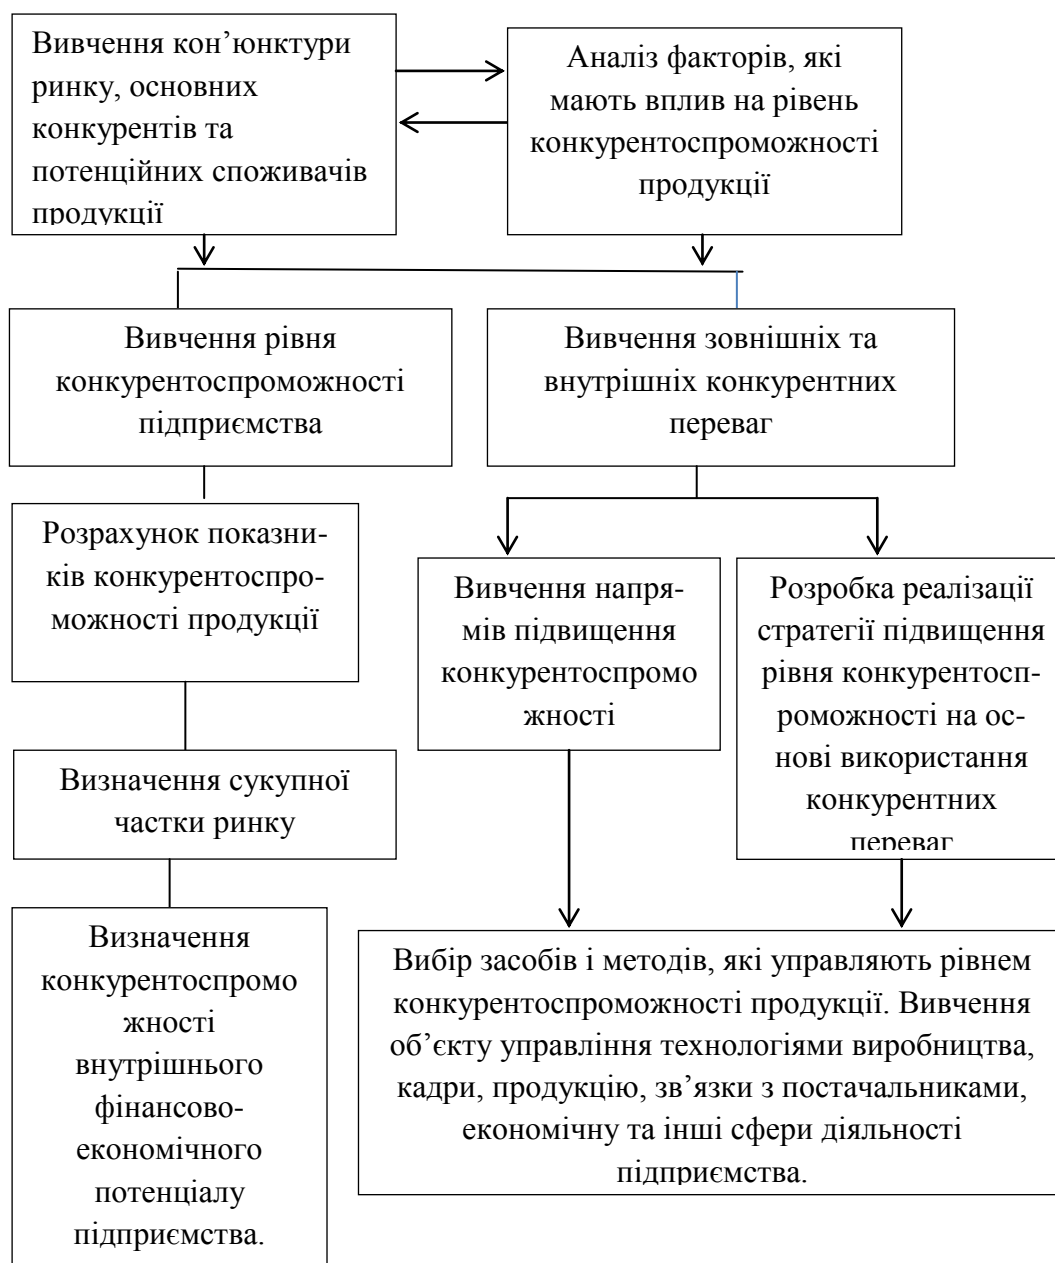 Вивчення кон’юнктури
ринку, основних
конкурентів та
потенційних споживачів
продукції
Аналіз факторів, які
мають вплив на рівень
конкурентоспроможності
продукції
Вивчення рівня
конкурентоспроможності
підприємства
Вивчення зовнішніх та
внутрішніх конкурентних
переваг
Розрахунок показни-
ків конкурентоспро-
можності продукції
Вивчення напря-
мів підвищення
конкурентоспромо
жності
Розробка реалізації
стратегії підвищення
рівня конкурентосп-
роможності на ос-
нові використання
конкурентних
переваг
Визначення сукупної
частки ринку
Визначення
конкурентоспромо
жності
внутрішнього
фінансово-
економічного
потенціалу
підприємства.
Вибір засобів і методів, які управляють рівнем
конкурентоспроможності продукції. Вивчення
об’єкту управління технологіями виробництва,
кадри, продукцію, зв’язки з постачальниками,
економічну та інші сфери діяльності
підприємства.